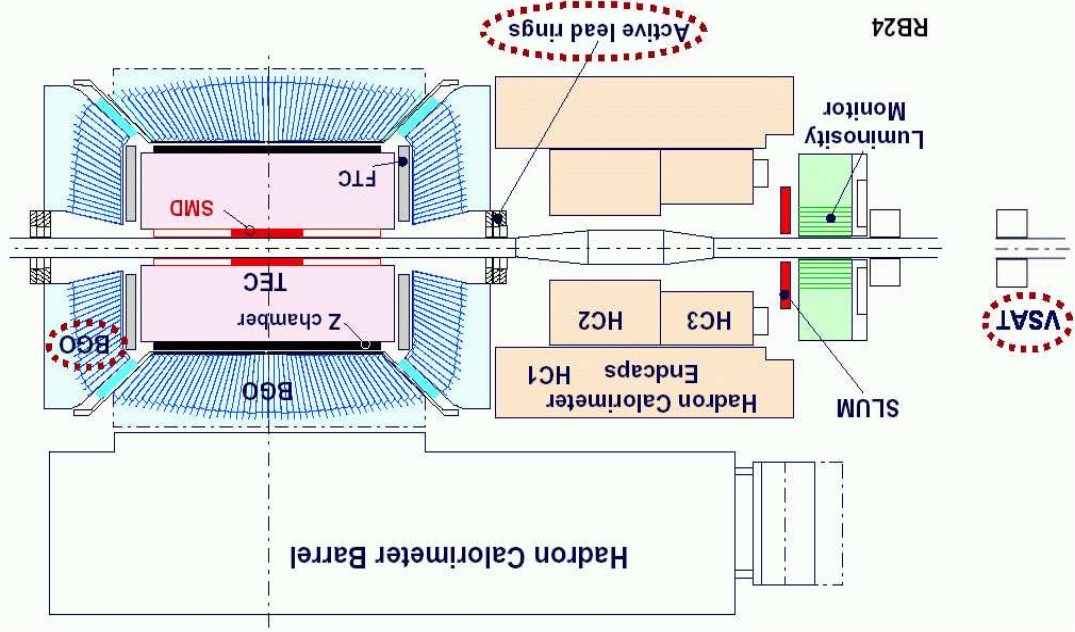 Hadron Calorimeter Barrel
SLUM
Hadron Calorimeter
Endcaps HC1
BGO
VSAT
HC3
HC2
Z chamber
BGO
TEC
SMD
FTC
Luminosity
Monitor
Active lead rings
RB24